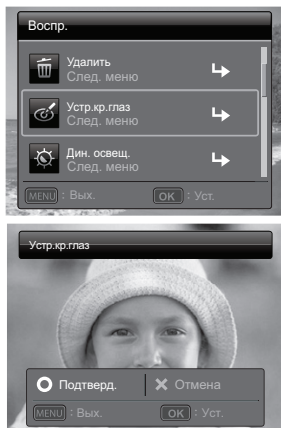 Воспр.
Удалить
След. меню
Устр.кр.глаз
След. меню
Дин. освещ.
След. меню
MENU : Вых. OK : Уст.
Устр.кр.глаз
Подтверд. Отмена
MENU : Вых. OK : Уст.